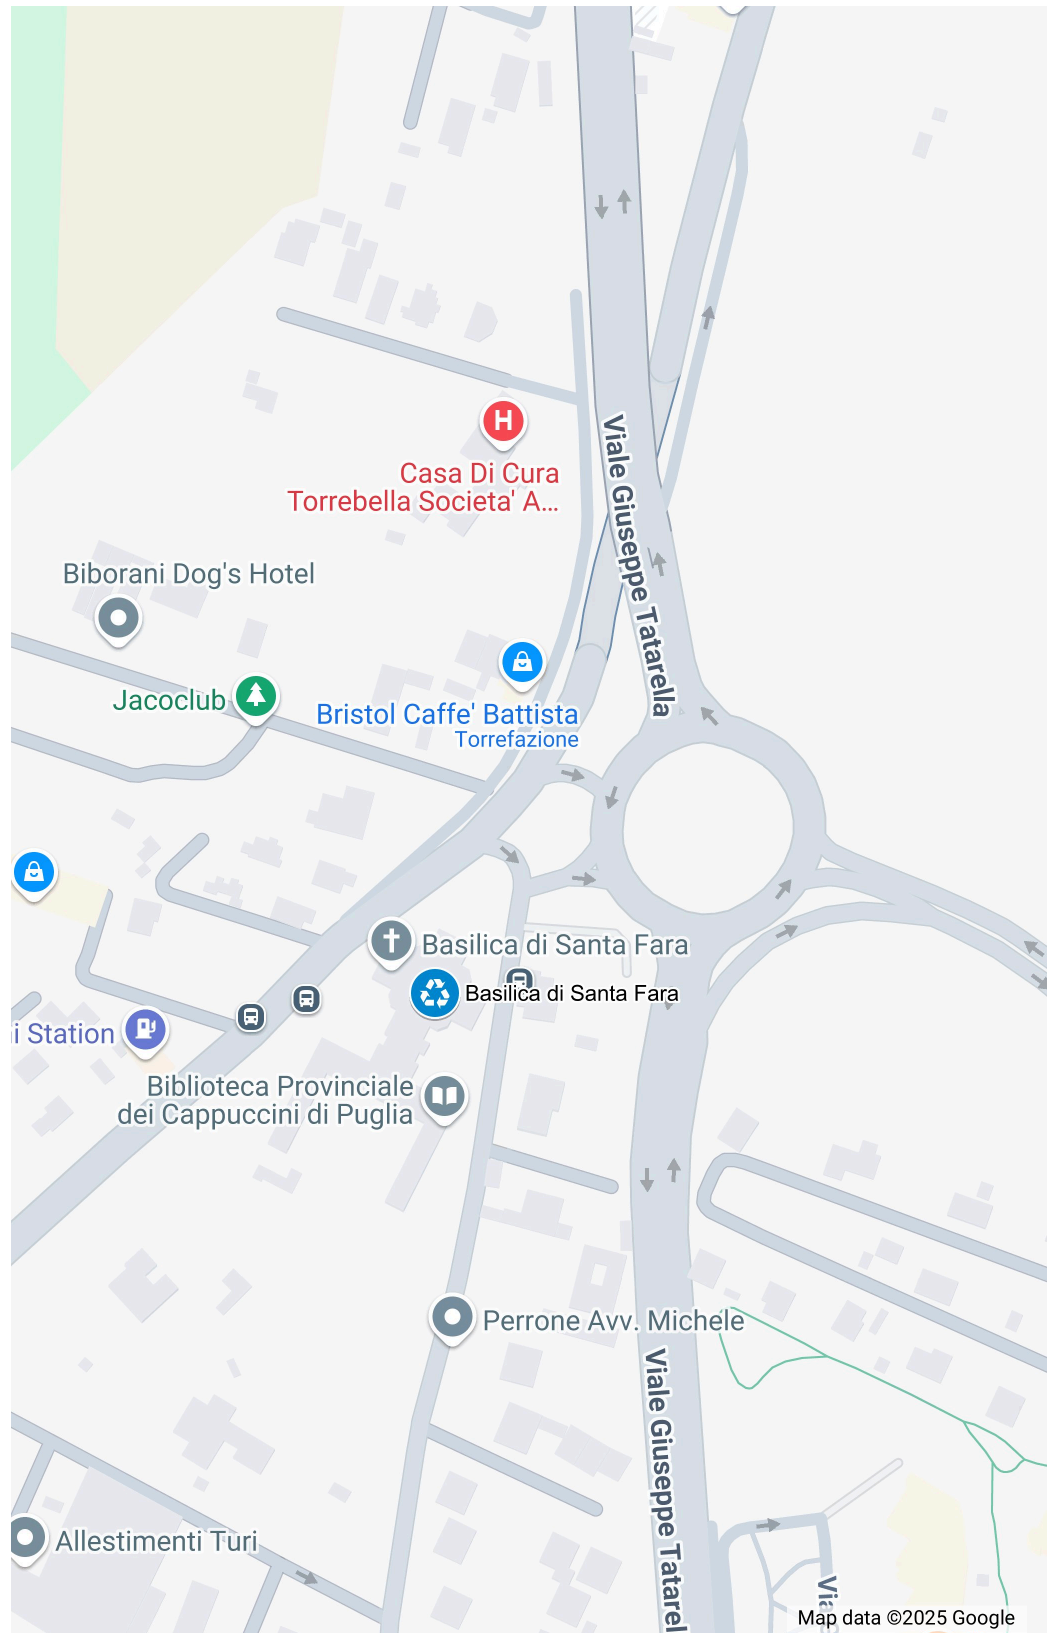 Viale Giuseppe Tatarella
H
Casa Di Cura
Torrebella Societa' A...
Biborani Dog's Hotel
Jacoclub
Bristol Caffe' Battista
Torrefazione
Basilica di Santa Fara
Basilica di Santa Fara
ni Station
Biblioteca Provinciale
dei Cappuccini di Puglia
Perrone Avv. Michele
Viale Giuseppe Tatarel
Allestimenti Turi
Via
Map data ©2025 Google